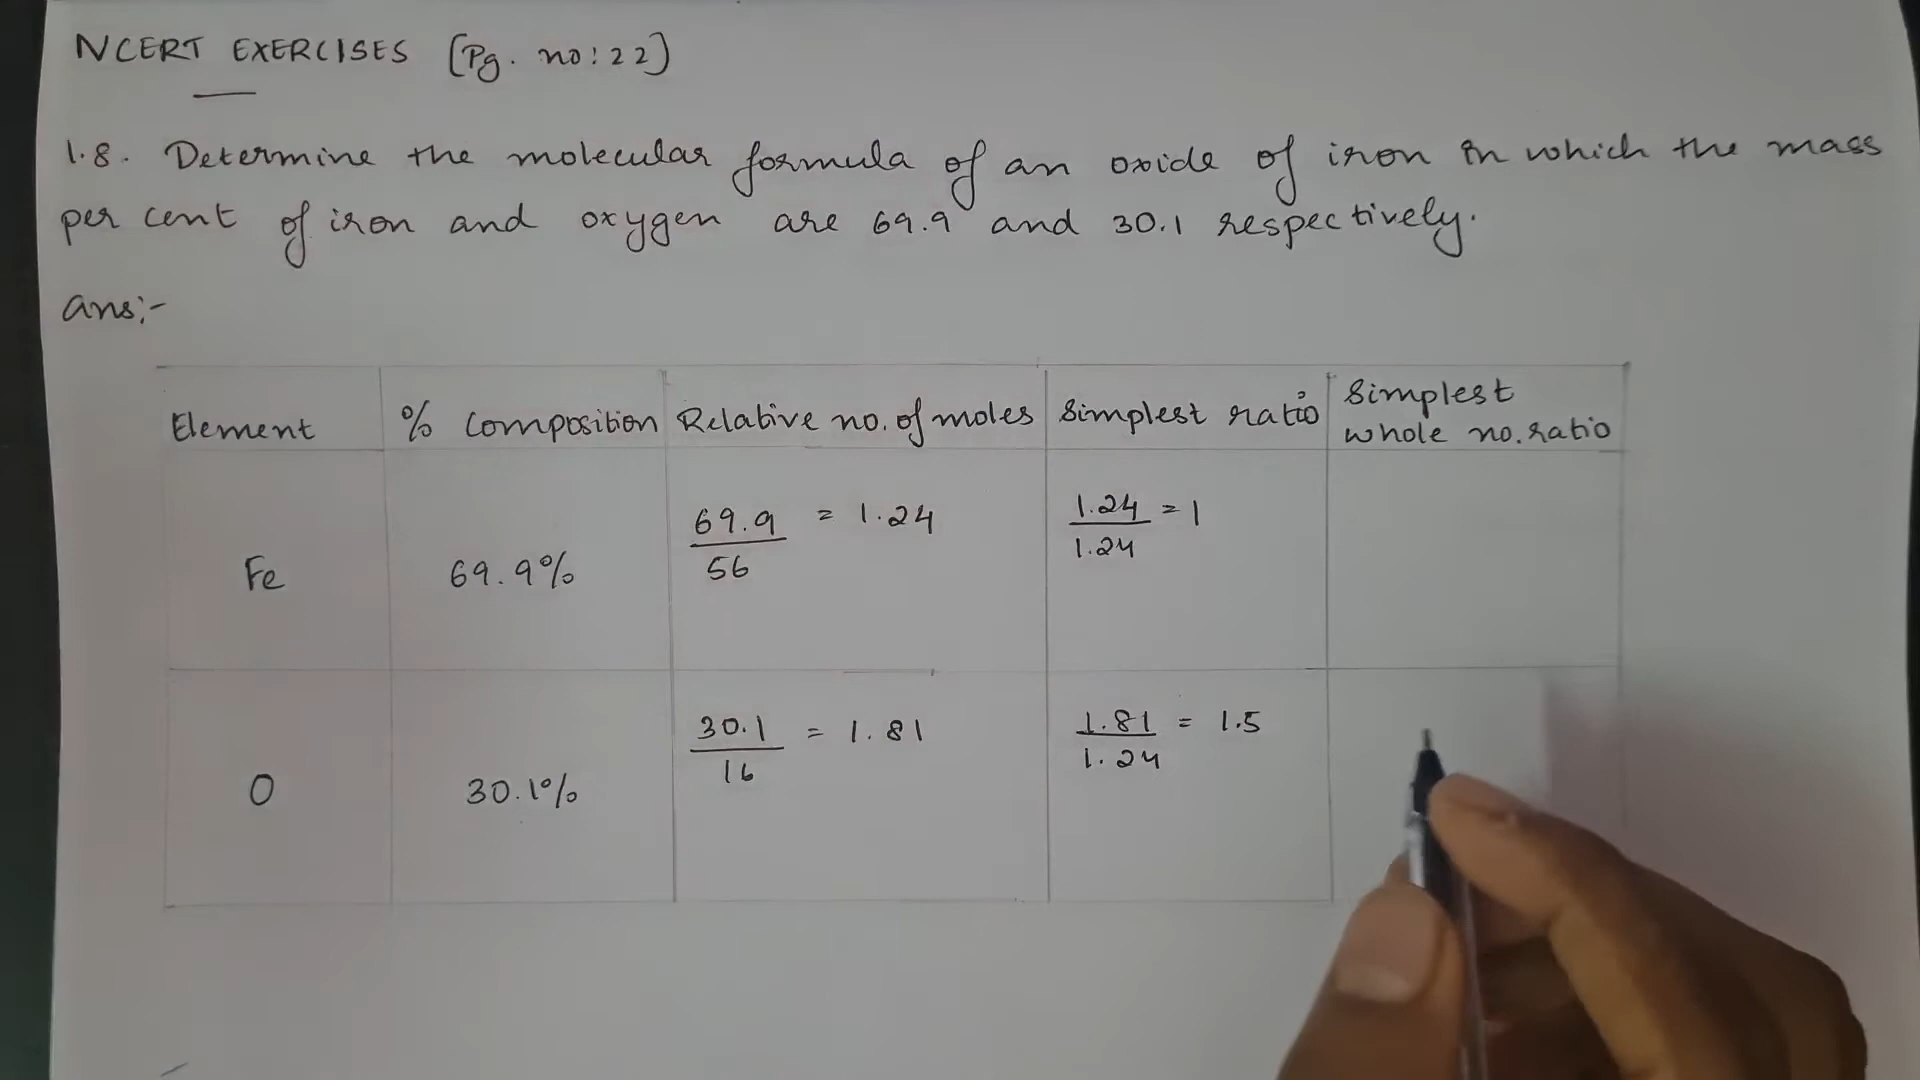 NCERT EXERCISES [Pg. no:22]
1.8. Determine the molecular formula of an oxide of iron in which the mass
per cent of iron and oxygen are 69.9 and 30.1 respectively.
ans:-
Element % Composition Relative no. of moles Simplest ratio Simplest whole no. ratio
Fe 69.9% 69.9/56 = 1.24 1.24/1.24 = 1
O 30.1% 30.1/16 = 1.81 1.81/1.24 = 1.5